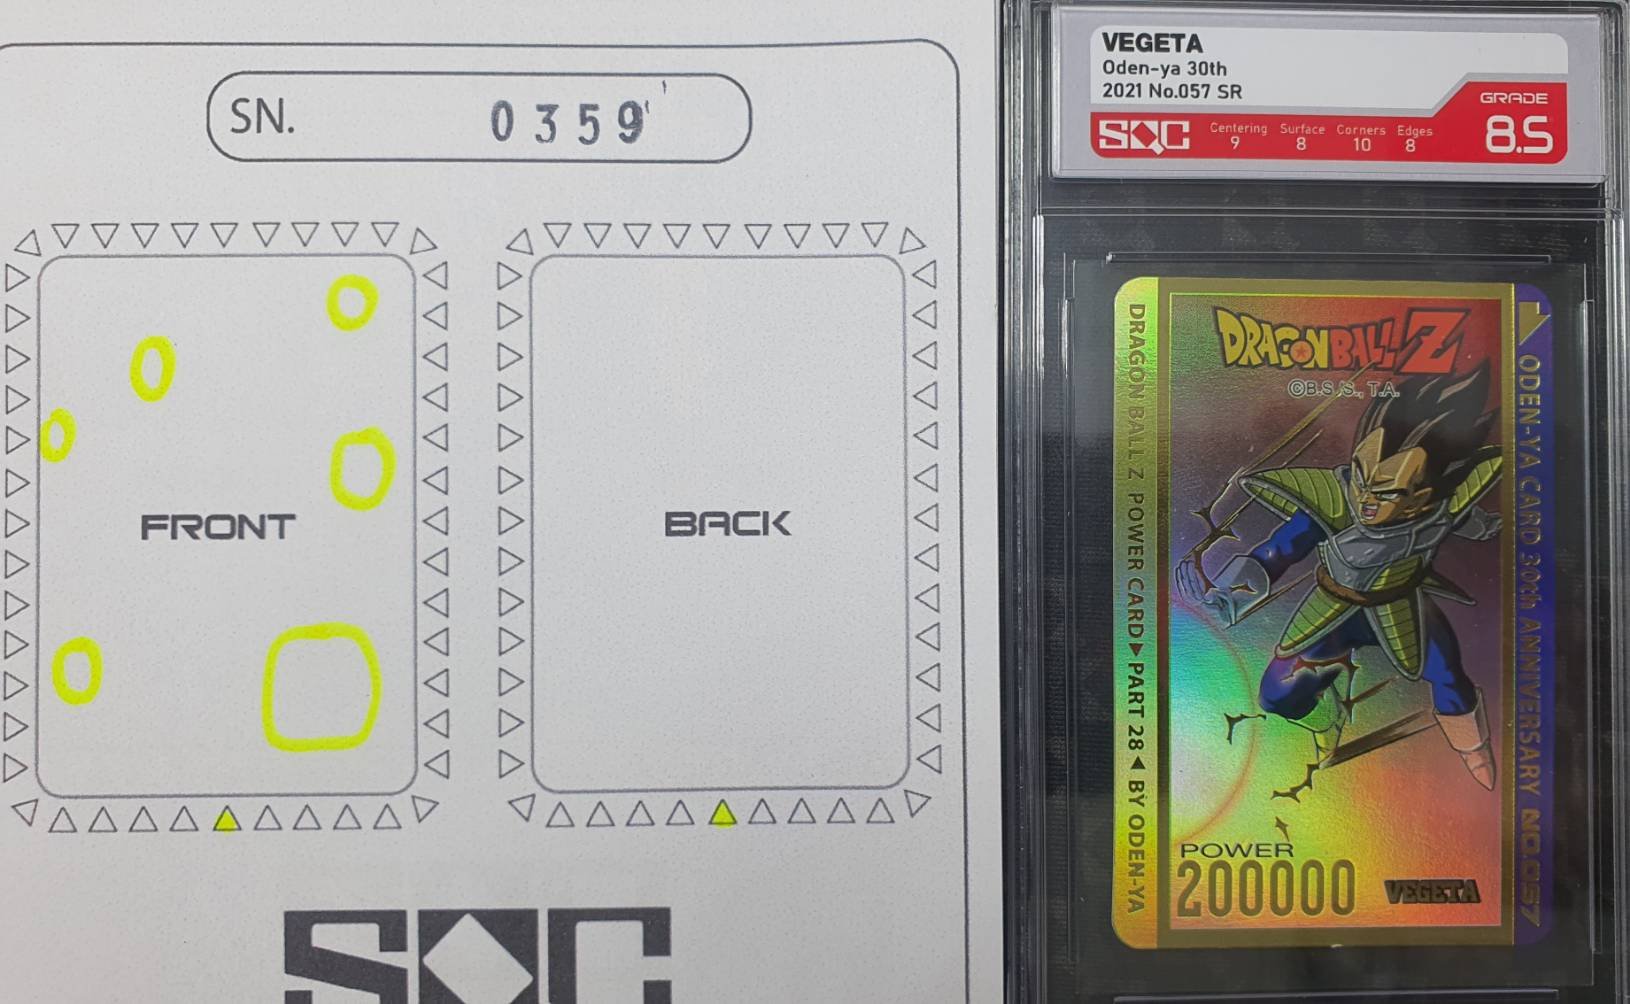 SN. 0359
FRONT
BACK
SQC
VEGETA
Oden-ya 30th
2021 No.057 SR
GRADE
8.5
SQC
Centering Surface Corners Edges
9 8 10 8
DRAGONBALL Z
©B.S./S., T.A.
DRAGON BALL Z POWER CARD▶PART 28◀BY ODEN-YA
ODEN-YA CARD 30th ANNIVERSARY NO.057
POWER
200000
VEGETA